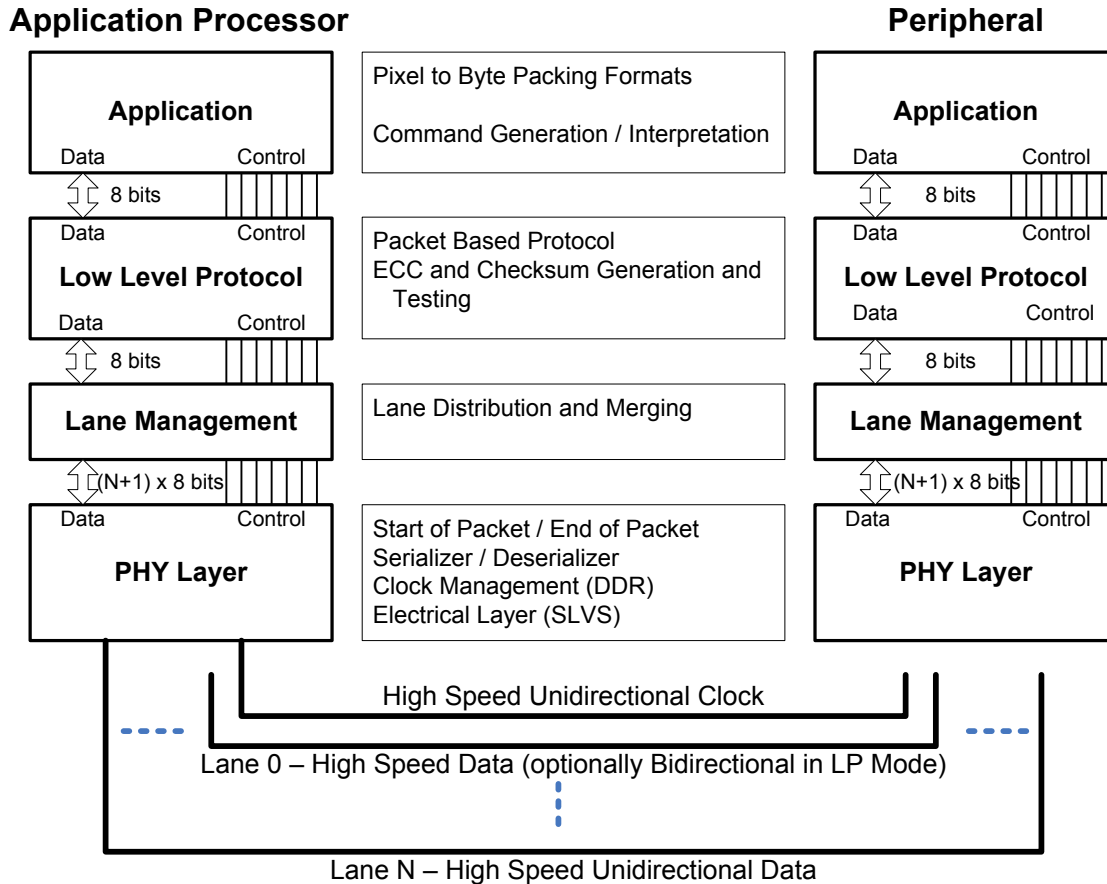 Application Processor
Peripheral
Application
Data
Control
8 bits
Data
Control
Low Level Protocol
Data
Control
8 bits
Lane Management
(N+1) x 8 bits
Data
Control
PHY Layer
Pixel to Byte Packing Formats
Command Generation / Interpretation
Packet Based Protocol
ECC and Checksum Generation and
Testing
Lane Distribution and Merging
Start of Packet / End of Packet
Serializer / Deserializer
Clock Management (DDR)
Electrical Layer (SLVS)
Application
Data
Control
8 bits
Data
Control
Low Level Protocol
Data
Control
8 bits
Lane Management
(N+1) x 8 bits
Data
Control
PHY Layer
High Speed Unidirectional Clock
Lane 0 – High Speed Data (optionally Bidirectional in LP Mode)
Lane N – High Speed Unidirectional Data